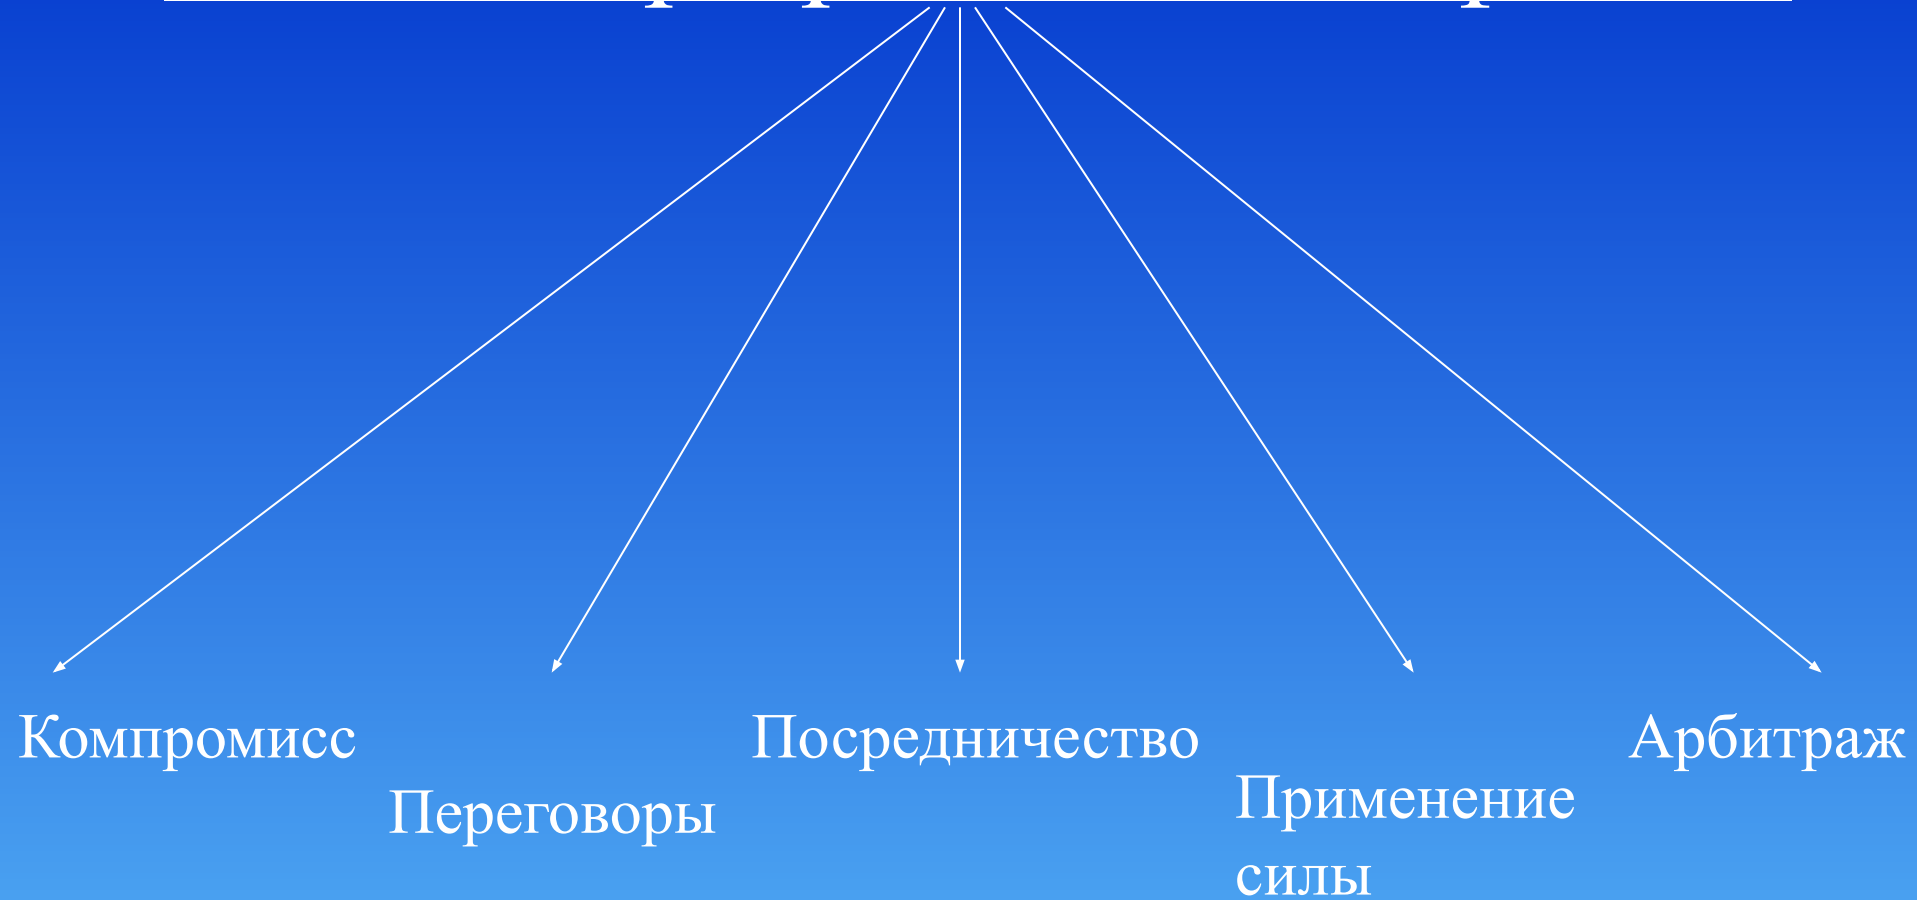 Компромисс
Переговоры
Посредничество
Применение
силы
Арбитраж